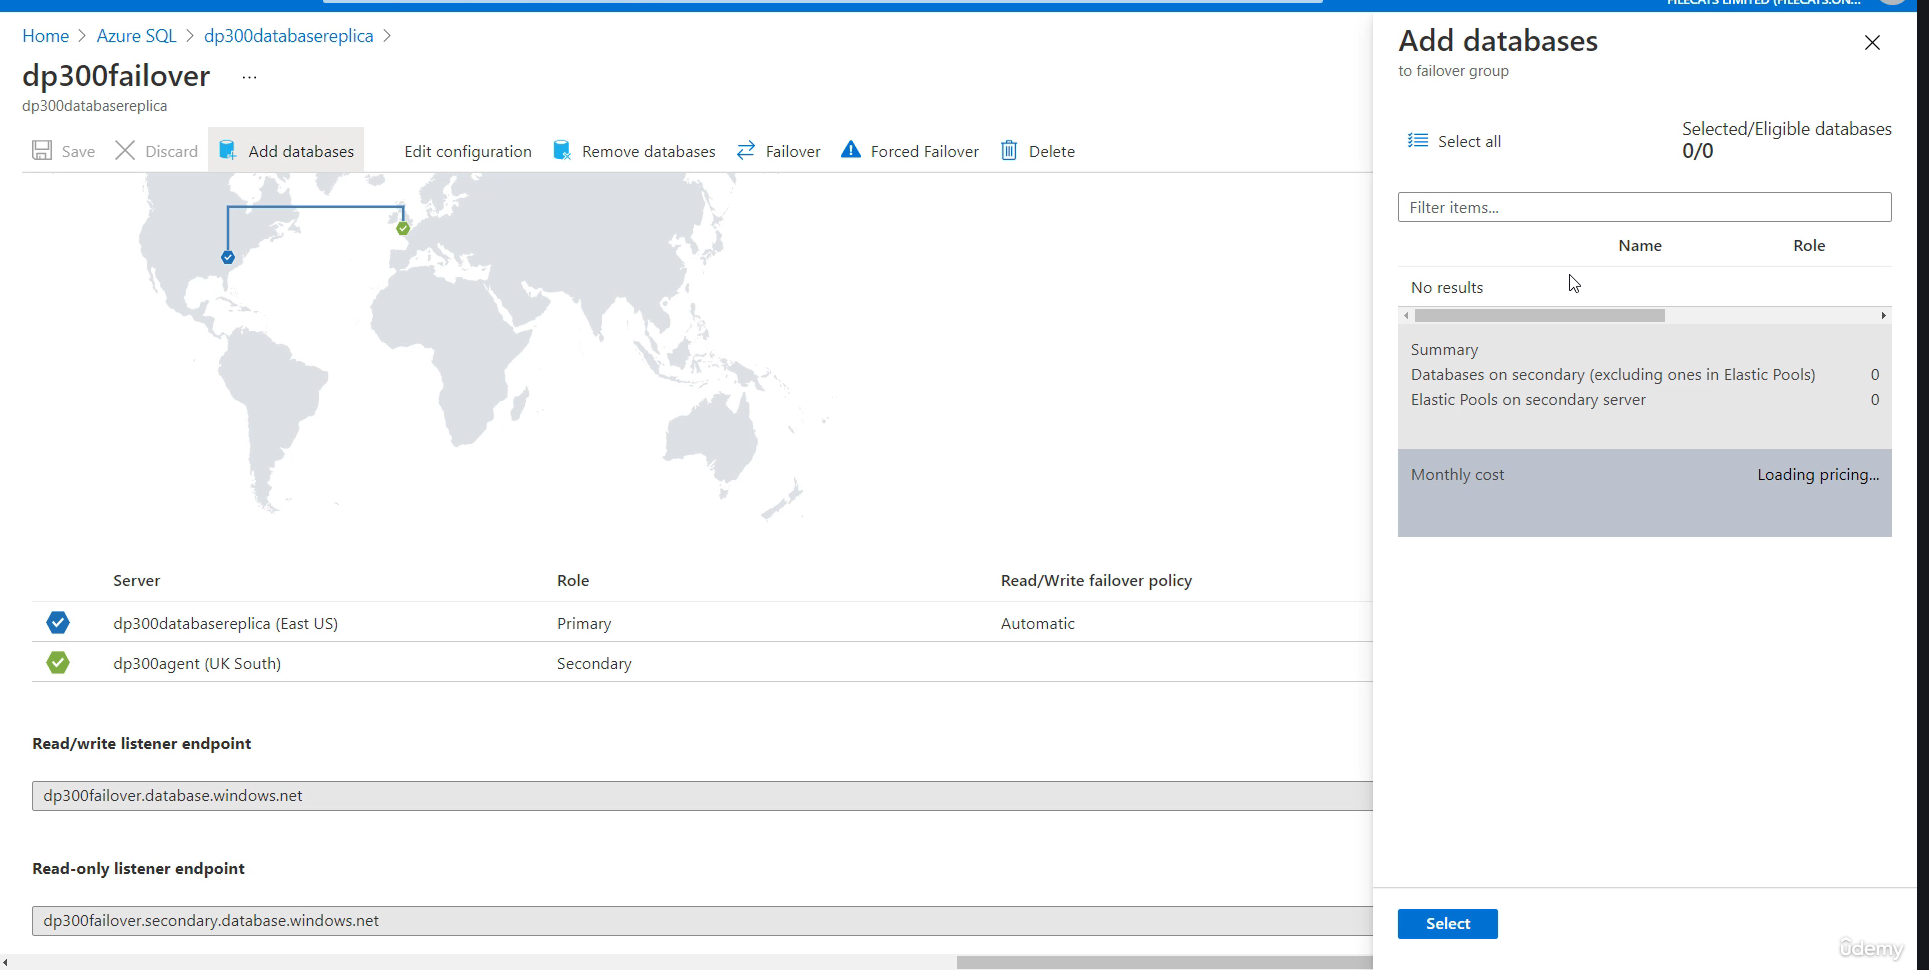 FILECATS LIMITED (FILECATS.ON...
Home > Azure SQL > dp300databasereplica >
dp300failover ...
dp300databasereplica
Save Discard Add databases Edit configuration Remove databases Failover Forced Failover Delete
Server Role Read/Write failover policy
dp300databasereplica (East US) Primary Automatic
dp300agent (UK South) Secondary
Read/write listener endpoint
dp300failover.database.windows.net
Read-only listener endpoint
dp300failover.secondary.database.windows.net
Add databases
to failover group
Select all
Selected/Eligible databases
0/0
Filter items...
Name Role
No results
Summary
Databases on secondary (excluding ones in Elastic Pools) 0
Elastic Pools on secondary server 0
Monthly cost Loading pricing...
Select
ûdemy